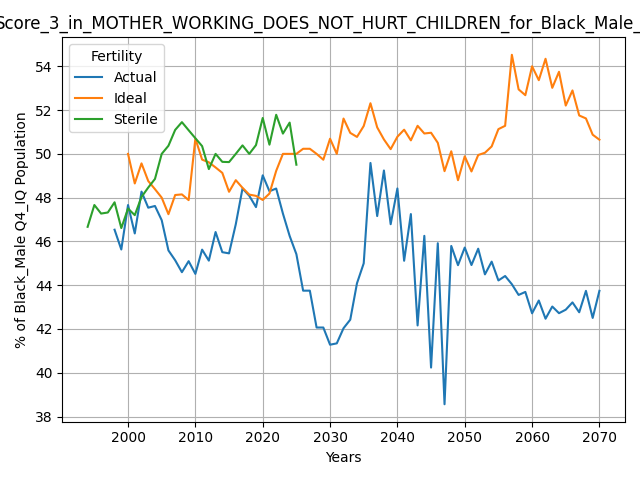 Score_3_in_MOTHER_WORKING_DOES_NOT_HURT_CHILDREN_for_Black_Male_
Fertility
Actual
Ideal
Sterile
% of Black_Male Q4_IQ Population
54
52
50
48
46
44
42
40
38
2000 2010 2020 2030 2040 2050 2060 2070
Years